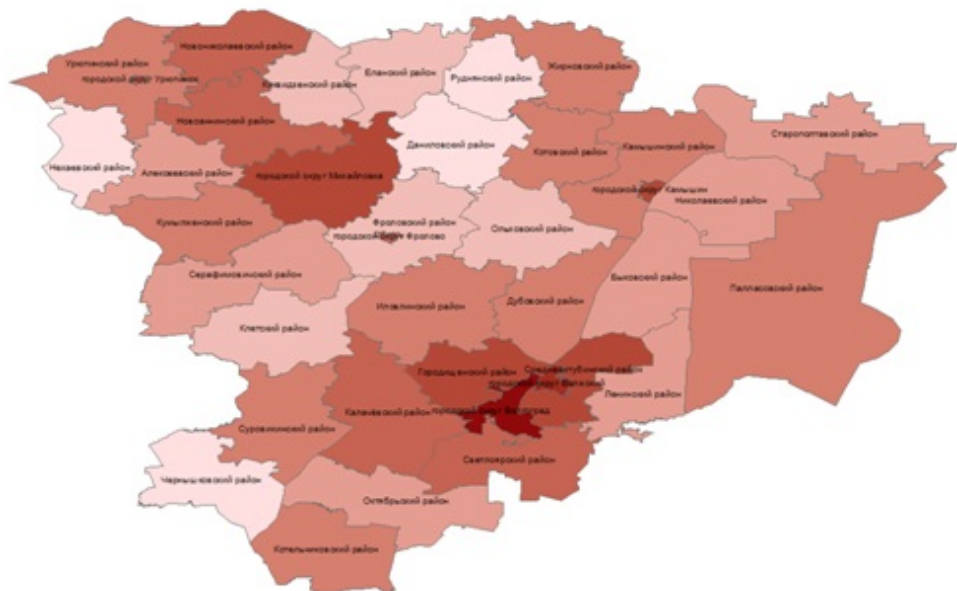 Новониколаевский район
Урюпинский район
городской округ Урюпинск
Киквидзенский район
Еланский район
Руднянский район
Жирновский район
Новоаннинский район
Даниловский район
Котовский район
Камышинский район
Старополтавский район
Нехаевский район
Алексеевский район
городской округ Михайловка
городской округ Камышин
Николаевский район
Кумылженский район
Фроловский район
городской округ Фролово
Ольховский район
Серафимовичский район
Быковский район
Палласовский район
Клетский район
Иловлинский район
Дубовский район
Городищенский район
Среднеахтубинский район
городской округ Волжский
Ленинский район
Калачёвский район
городской округ Волгоград
Суровикинский район
Светлоярский район
Чернышковский район
Октябрьский район
Котельниковский район